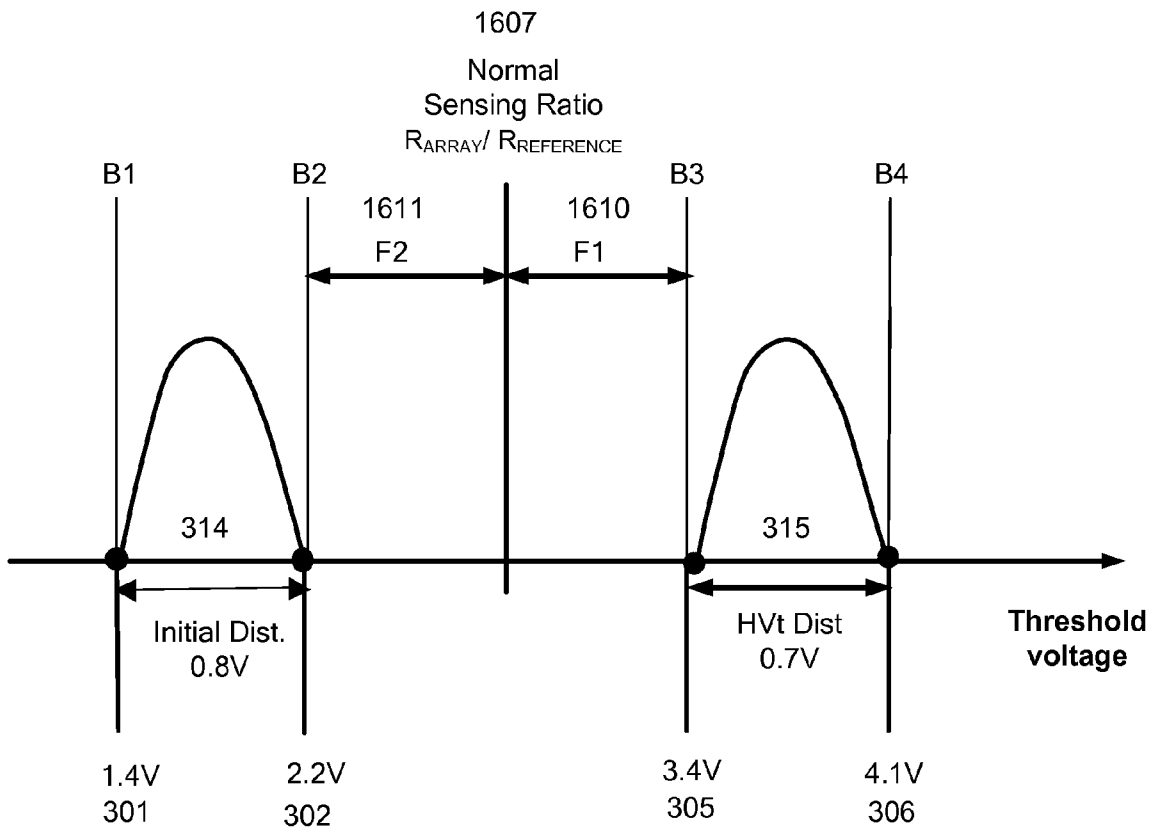 1607
Normal
Sensing Ratio
RARRAY/ RREFERENCE
B1
B2
B3
B4
1611
F2
1610
F1
314
315
Initial Dist.
0.8V
HVt Dist
0.7V
Threshold
voltage
1.4V
301
2.2V
302
3.4V
305
4.1V
306